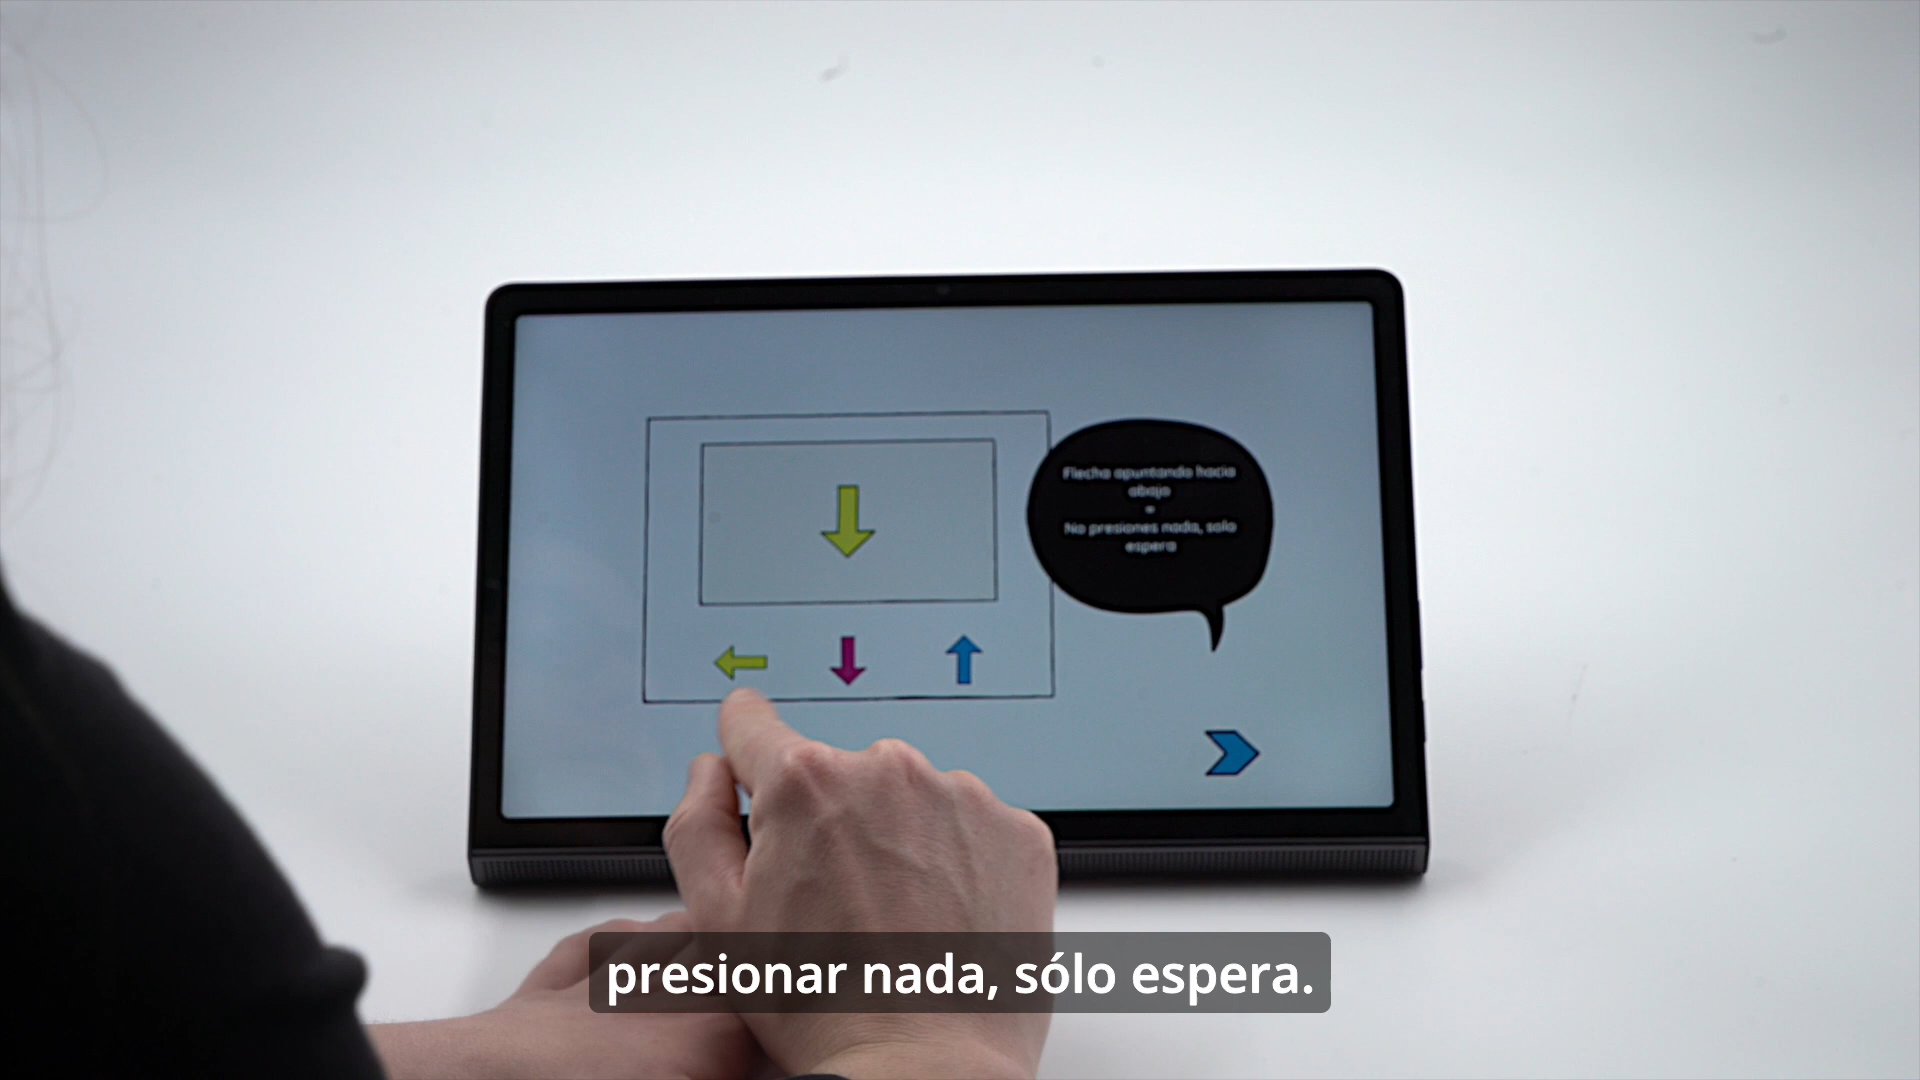 Flecha apuntando hacia
abajo
=
No presiones nada, solo
espera
presionar nada, sólo espera.